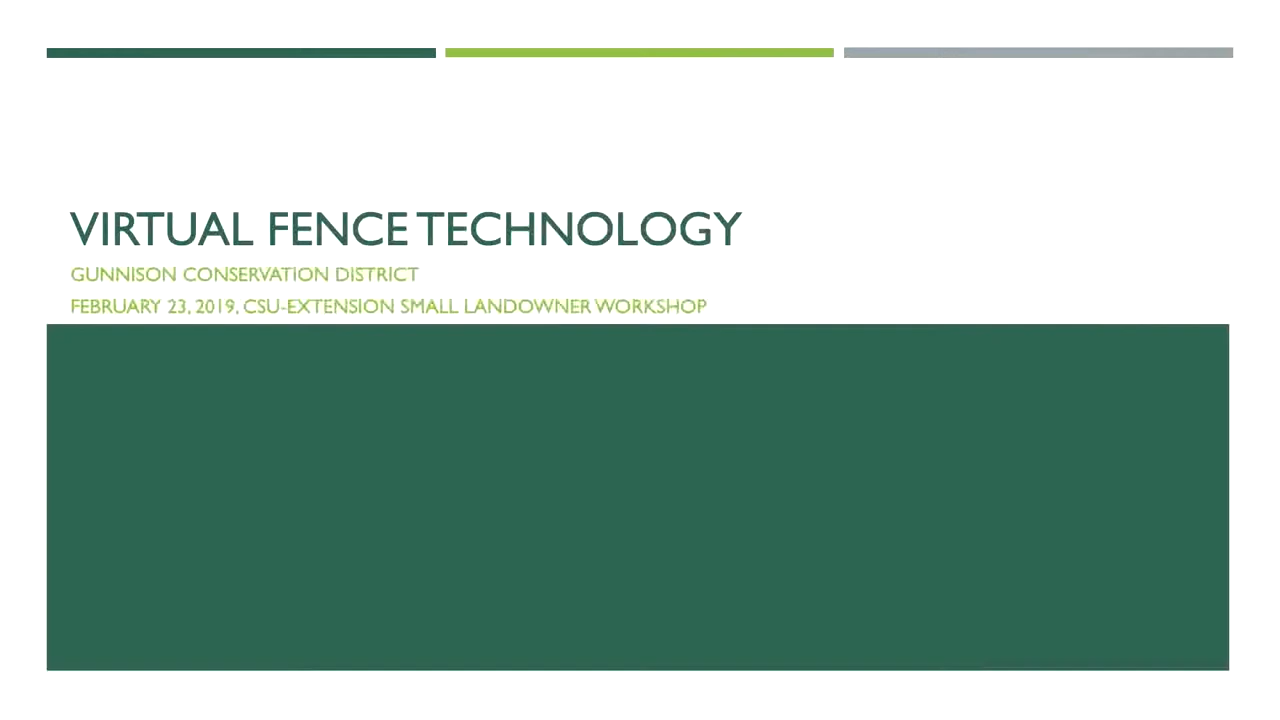 VIRTUAL FENCE TECHNOLOGY
GUNNISON CONSERVATION DISTRICT
FEBRUARY 23, 2019, CSU-EXTENSION SMALL LANDOWNER WORKSHOP